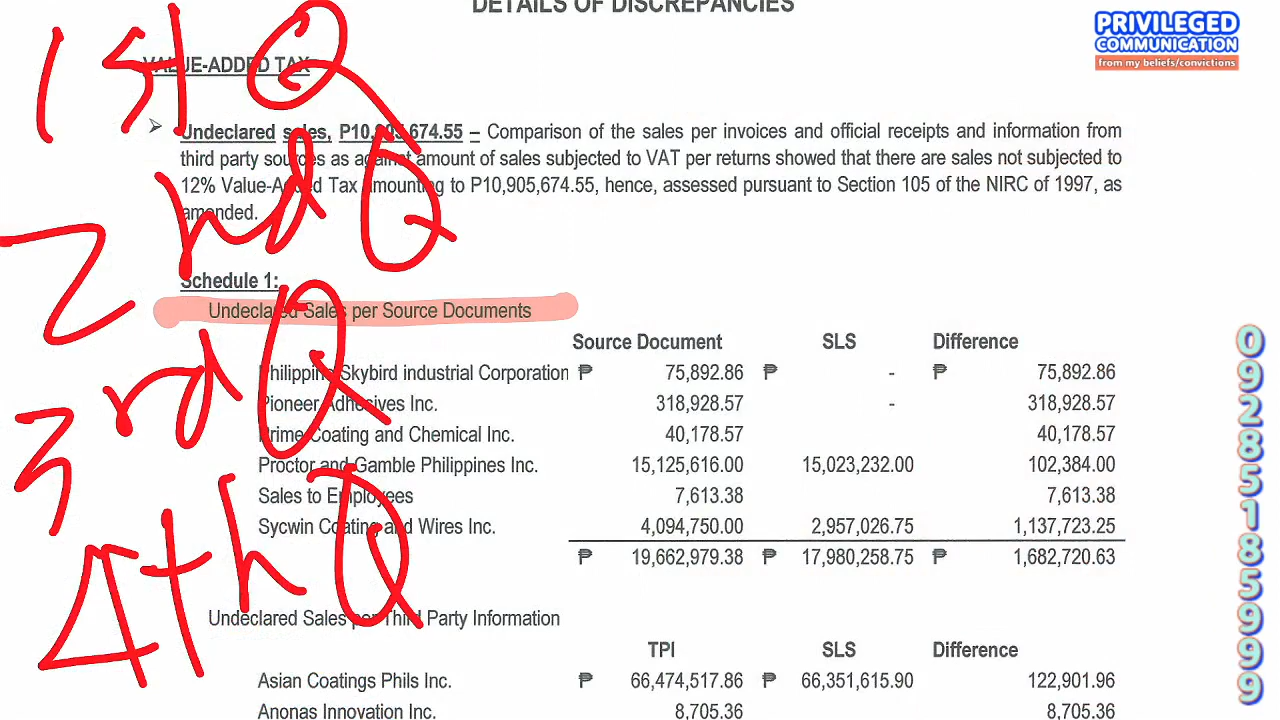 DETAILS OF DISCREPANCIES
PRIVILEGED
COMMUNICATION
from my beliefs/convictions
VALUE-ADDED TAX
1st Q
2nd Q
3rd Q
4th Q
Undeclared sales, P10,905,674.55 – Comparison of the sales per invoices and official receipts and information from
third party sources as against amount of sales subjected to VAT per returns showed that there are sales not subjected to
12% Value-Added Tax amounting to P10,905,674.55, hence, assessed pursuant to Section 105 of the NIRC of 1997, as
amended.
Schedule 1:
Undeclared Sales per Source Documents
Source Document SLS Difference
Philippine Skybird industrial Corporation ₱ 75,892.86 ₱ - ₱ 75,892.86
Pioneer Adhesives Inc. 318,928.57 - 318,928.57
Prime Coating and Chemical Inc. 40,178.57 40,178.57
Proctor and Gamble Philippines Inc. 15,125,616.00 15,023,232.00 102,384.00
Sales to Employees 7,613.38 7,613.38
Sycwin Coating and Wires Inc. 4,094,750.00 2,957,026.75 1,137,723.25
₱ 19,662,979.38 ₱ 17,980,258.75 ₱ 1,682,720.63
Undeclared Sales per Third Party Information
TPI SLS Difference
Asian Coatings Phils Inc. ₱ 66,474,517.86 ₱ 66,351,615.90 122,901.96
Anonas Innovation Inc. 8,705.36 8,705.36
09285185999